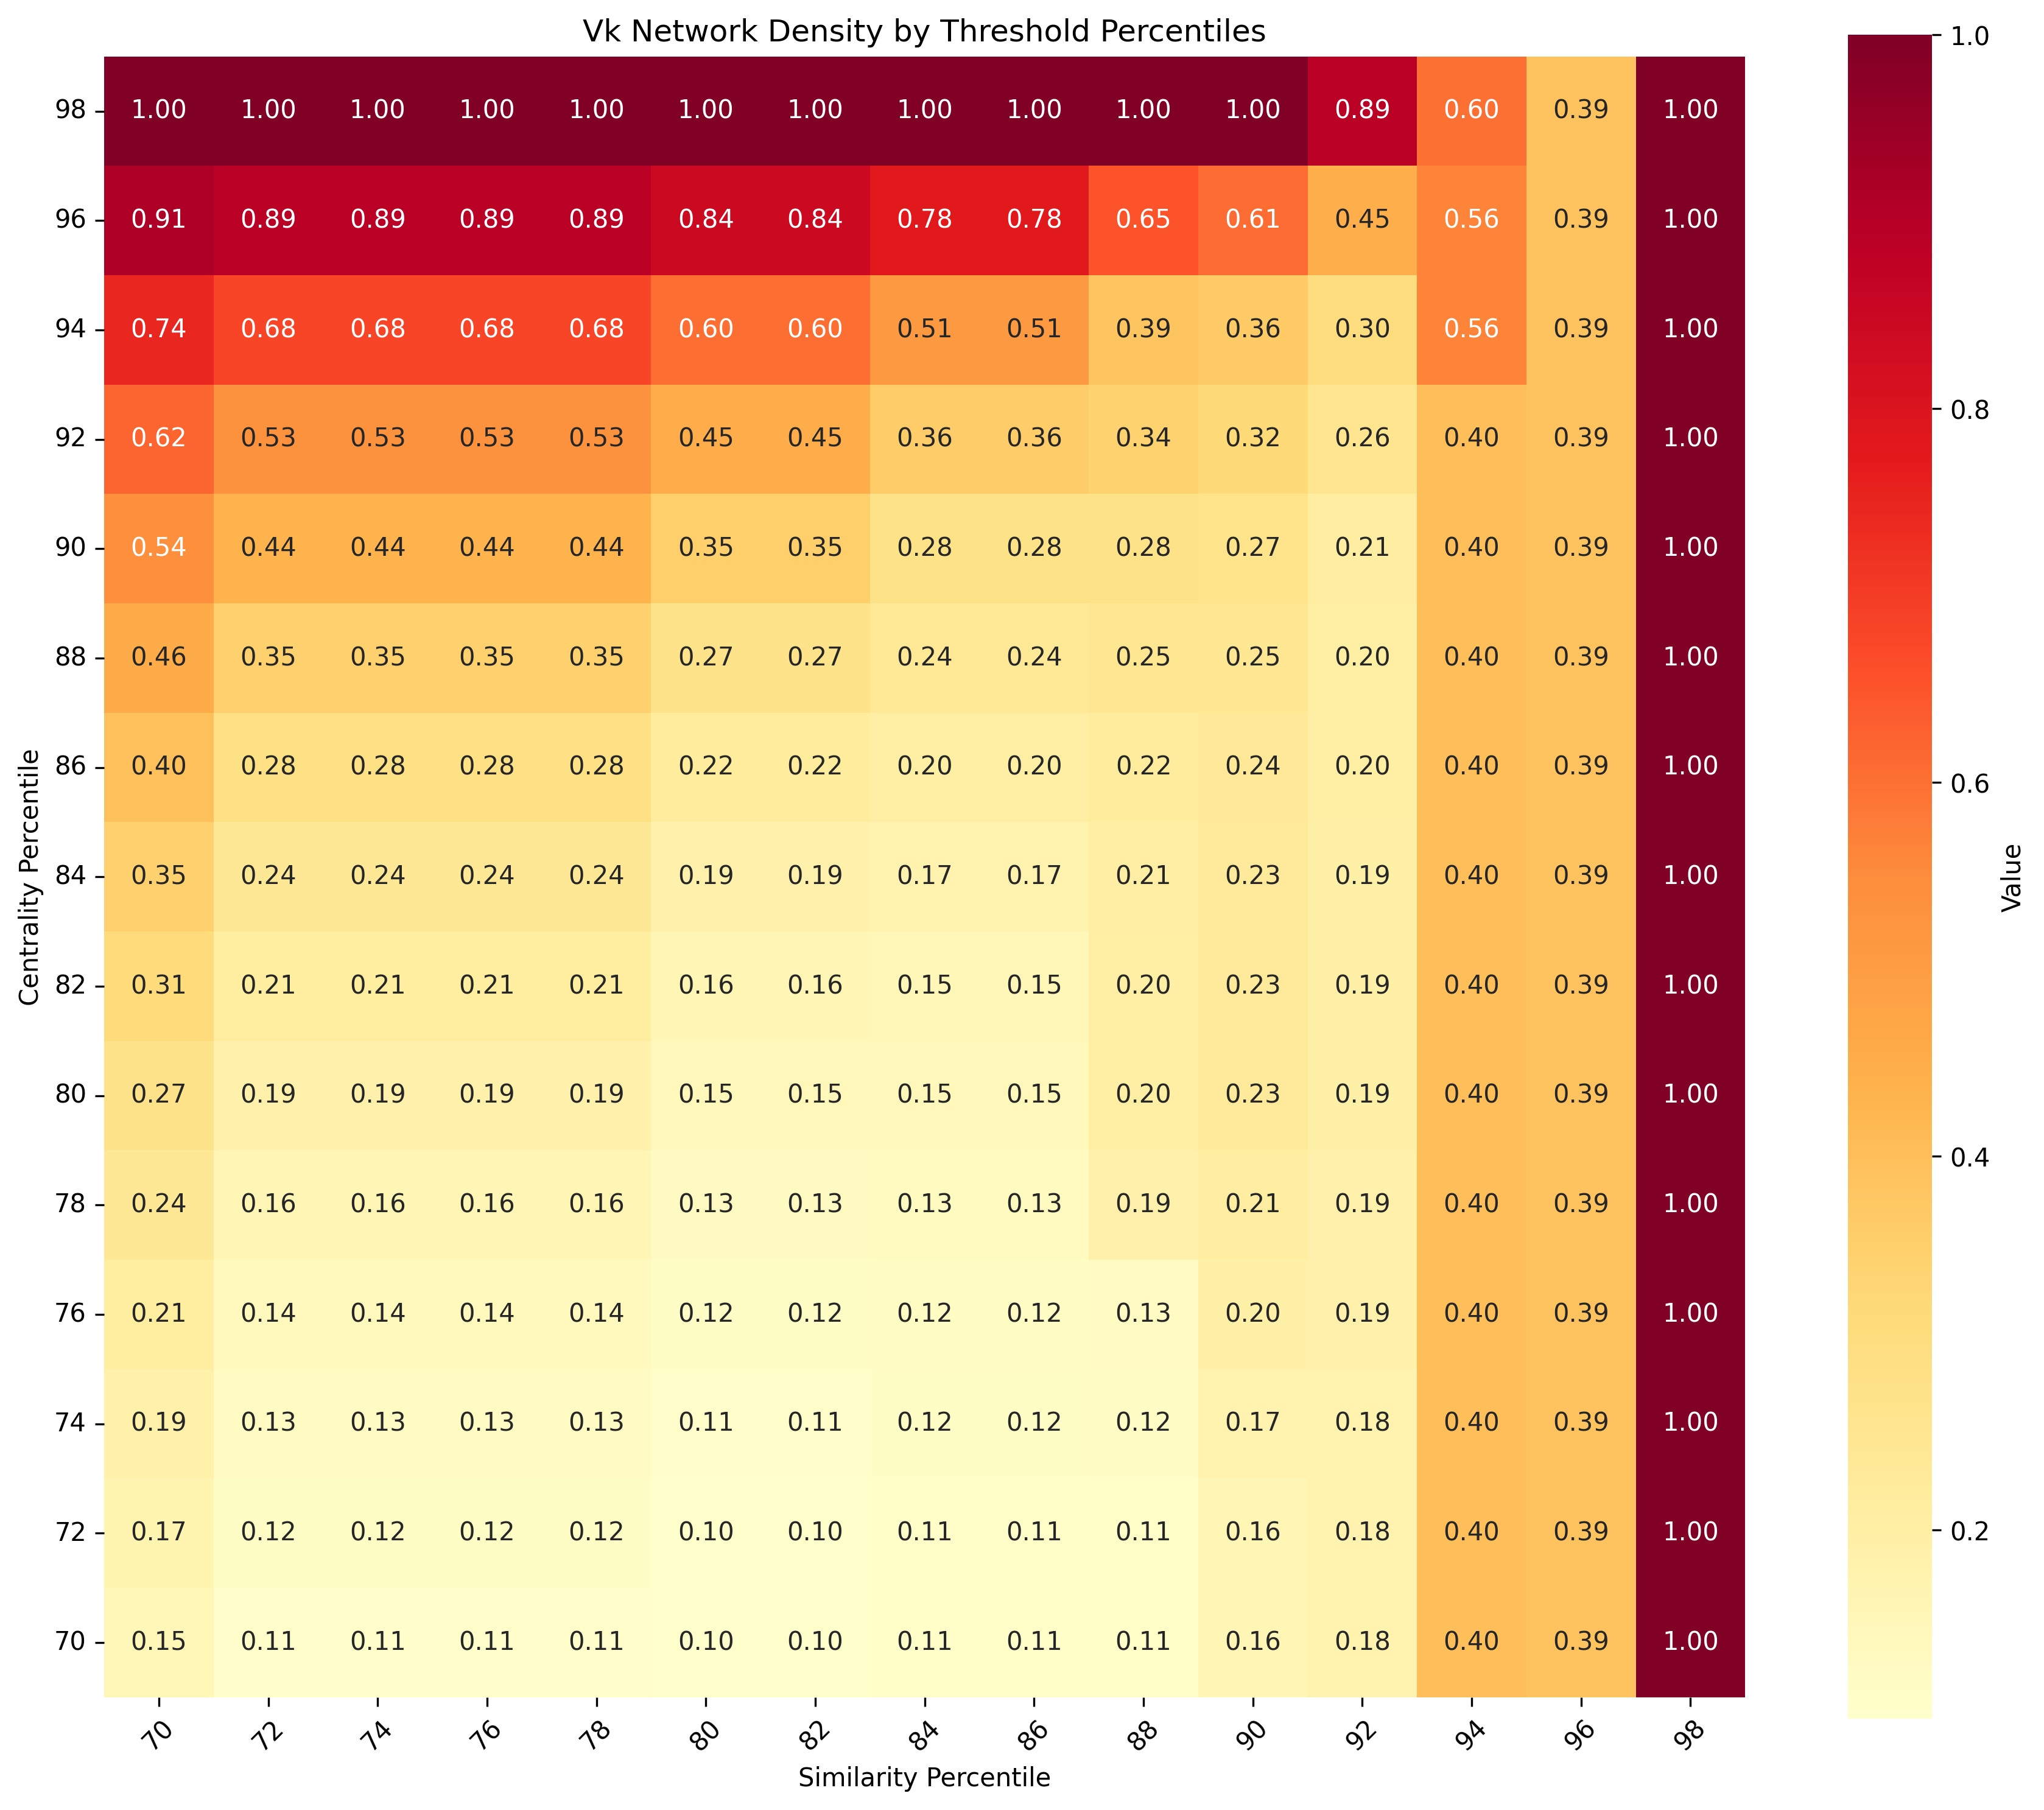 Vk Network Density by Threshold Percentiles
98 1.00 1.00 1.00 1.00 1.00 1.00 1.00 1.00 1.00 1.00 1.00 0.89 0.60 0.39 1.00
96 0.91 0.89 0.89 0.89 0.89 0.84 0.84 0.78 0.78 0.65 0.61 0.45 0.56 0.39 1.00
94 0.74 0.68 0.68 0.68 0.68 0.60 0.60 0.51 0.51 0.39 0.36 0.30 0.56 0.39 1.00
92 0.62 0.53 0.53 0.53 0.53 0.45 0.45 0.36 0.36 0.34 0.32 0.26 0.40 0.39 1.00
90 0.54 0.44 0.44 0.44 0.44 0.35 0.35 0.28 0.28 0.28 0.27 0.21 0.40 0.39 1.00
88 0.46 0.35 0.35 0.35 0.35 0.27 0.27 0.24 0.24 0.25 0.25 0.20 0.40 0.39 1.00
86 0.40 0.28 0.28 0.28 0.28 0.22 0.22 0.20 0.20 0.22 0.24 0.20 0.40 0.39 1.00
84 0.35 0.24 0.24 0.24 0.24 0.19 0.19 0.17 0.17 0.21 0.23 0.19 0.40 0.39 1.00
82 0.31 0.21 0.21 0.21 0.21 0.16 0.16 0.15 0.15 0.20 0.23 0.19 0.40 0.39 1.00
80 0.27 0.19 0.19 0.19 0.19 0.15 0.15 0.15 0.15 0.20 0.23 0.19 0.40 0.39 1.00
78 0.24 0.16 0.16 0.16 0.16 0.13 0.13 0.13 0.13 0.19 0.21 0.19 0.40 0.39 1.00
76 0.21 0.14 0.14 0.14 0.14 0.12 0.12 0.12 0.12 0.13 0.20 0.19 0.40 0.39 1.00
74 0.19 0.13 0.13 0.13 0.13 0.11 0.11 0.12 0.12 0.12 0.17 0.18 0.40 0.39 1.00
72 0.17 0.12 0.12 0.12 0.12 0.10 0.10 0.11 0.11 0.11 0.16 0.18 0.40 0.39 1.00
70 0.15 0.11 0.11 0.11 0.11 0.10 0.10 0.11 0.11 0.11 0.16 0.18 0.40 0.39 1.00
70 72 74 76 78 80 82 84 86 88 90 92 94 96 98
Similarity Percentile
Centrality Percentile
1.0
0.8
0.6
0.4
0.2
Value